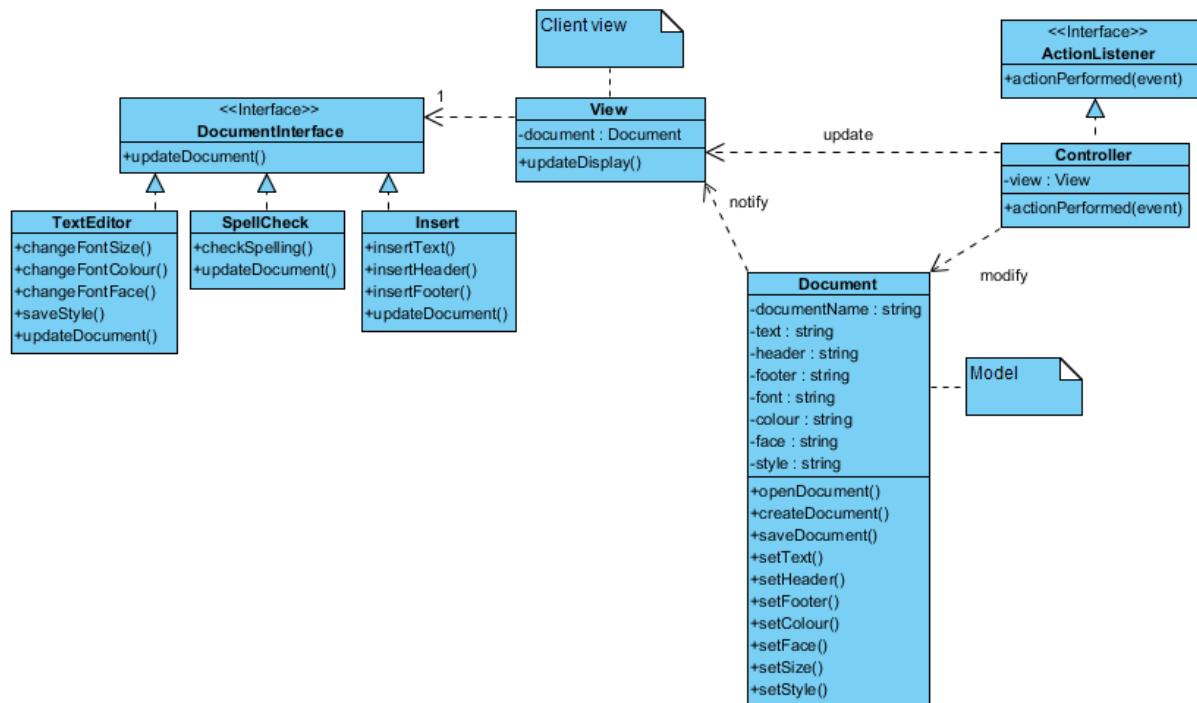 Client view
<<Interface>>
ActionListener
+actionPerformed(event)
1
<<Interface>>
DocumentInterface
+updateDocument()
View
-document : Document
+updateDisplay()
update
Controller
-view : View
+actionPerformed(event)
notify
modify
TextEditor
+changeFontSize()
+changeFontColour()
+changeFontFace()
+saveStyle()
+updateDocument()
SpellCheck
+checkSpelling()
+updateDocument()
Insert
+insertText()
+insertHeader()
+insertFooter()
+updateDocument()
Document
-documentName : string
-text : string
-header : string
-footer : string
-font : string
-colour : string
-face : string
-style : string
+openDocument()
+createDocument()
+saveDocument()
+setText()
+setHeader()
+setFooter()
+setColour()
+setFace()
+setSize()
+setStyle()
Model